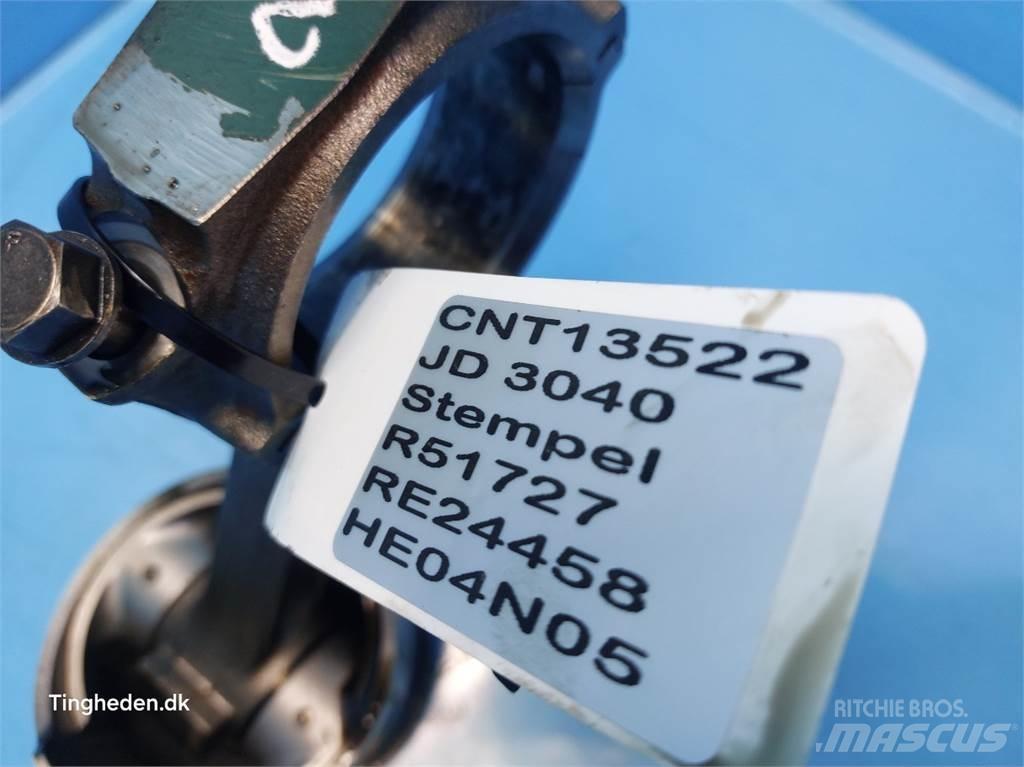 C
CNT13522
JD 3040
Stempel
R51727
RE24458
HE04N05
Tingheden.dk
RITCHIE BROS.
MASCUS